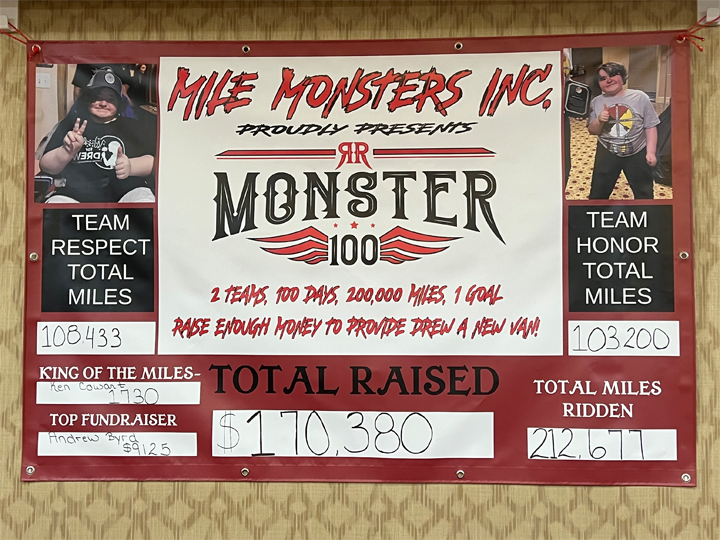 MILE MONSTERS INC.
PROUDLY PRESENTS
RR
MONSTER
100
2 TEAMS, 100 DAYS, 200,000 MILES, 1 GOAL
RAISE ENOUGH MONEY TO PROVIDE DREW A NEW VAN!
TEAM
RESPECT
TOTAL
MILES
108,433
KING OF THE MILES-
Ken Cowart
1730
TOP FUNDRAISER
Andrew Byrd
$9125
TOTAL RAISED
$170,380
TEAM
HONOR
TOTAL
MILES
103200
TOTAL MILES
RIDDEN
212,677